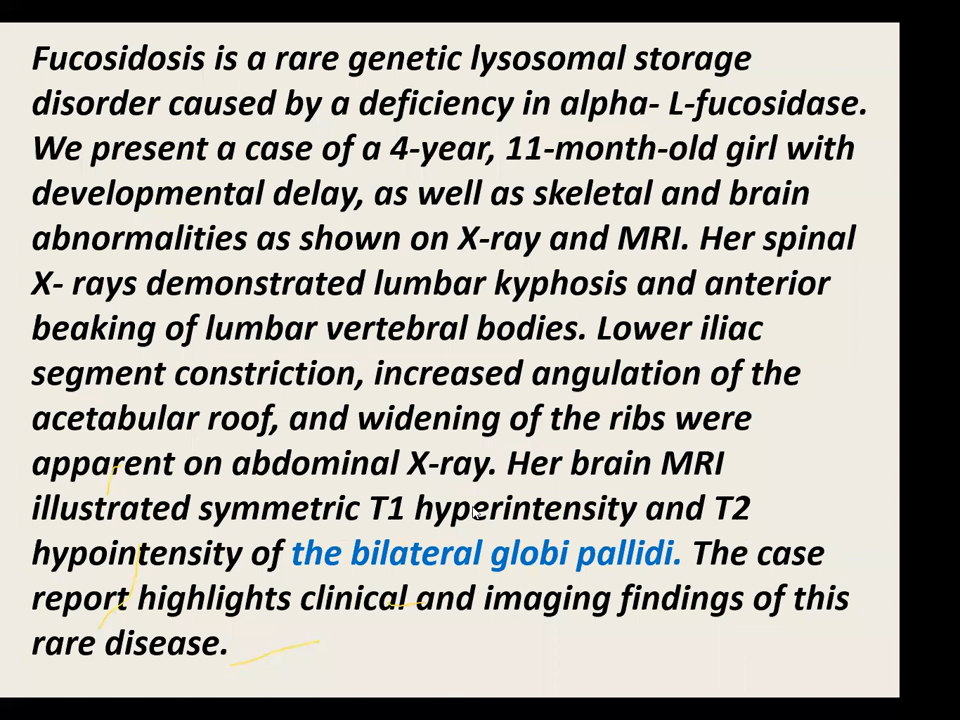 Fucosidosis is a rare genetic lysosomal storage
disorder caused by a deficiency in alpha- L-fucosidase.
We present a case of a 4-year, 11-month-old girl with
developmental delay, as well as skeletal and brain
abnormalities as shown on X-ray and MRI. Her spinal
X- rays demonstrated lumbar kyphosis and anterior
beaking of lumbar vertebral bodies. Lower iliac
segment constriction, increased angulation of the
acetabular roof, and widening of the ribs were
apparent on abdominal X-ray. Her brain MRI
illustrated symmetric T1 hyperintensity and T2
hypointensity of the bilateral globi pallidi. The case
report highlights clinical and imaging findings of this
rare disease.